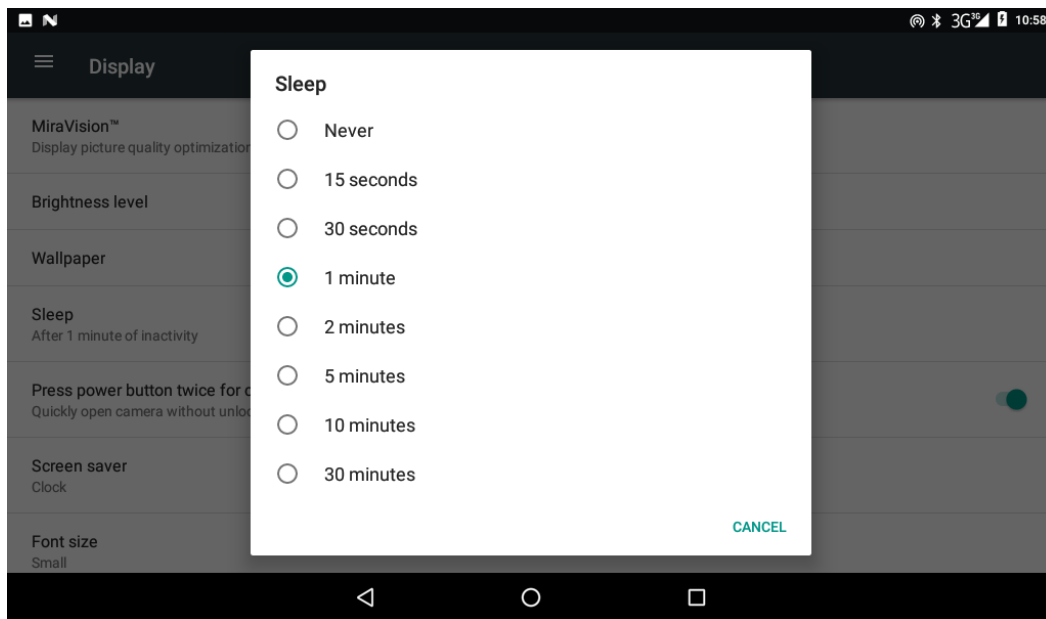 3G 3G 10:58
Display
Sleep
Never
15 seconds
30 seconds
1 minute
2 minutes
5 minutes
10 minutes
30 minutes
CANCEL
MiraVision™
Display picture quality optimization
Brightness level
Wallpaper
Sleep
After 1 minute of inactivity
Press power button twice for
Quickly open camera without
Screen saver
Clock
Font size
Small